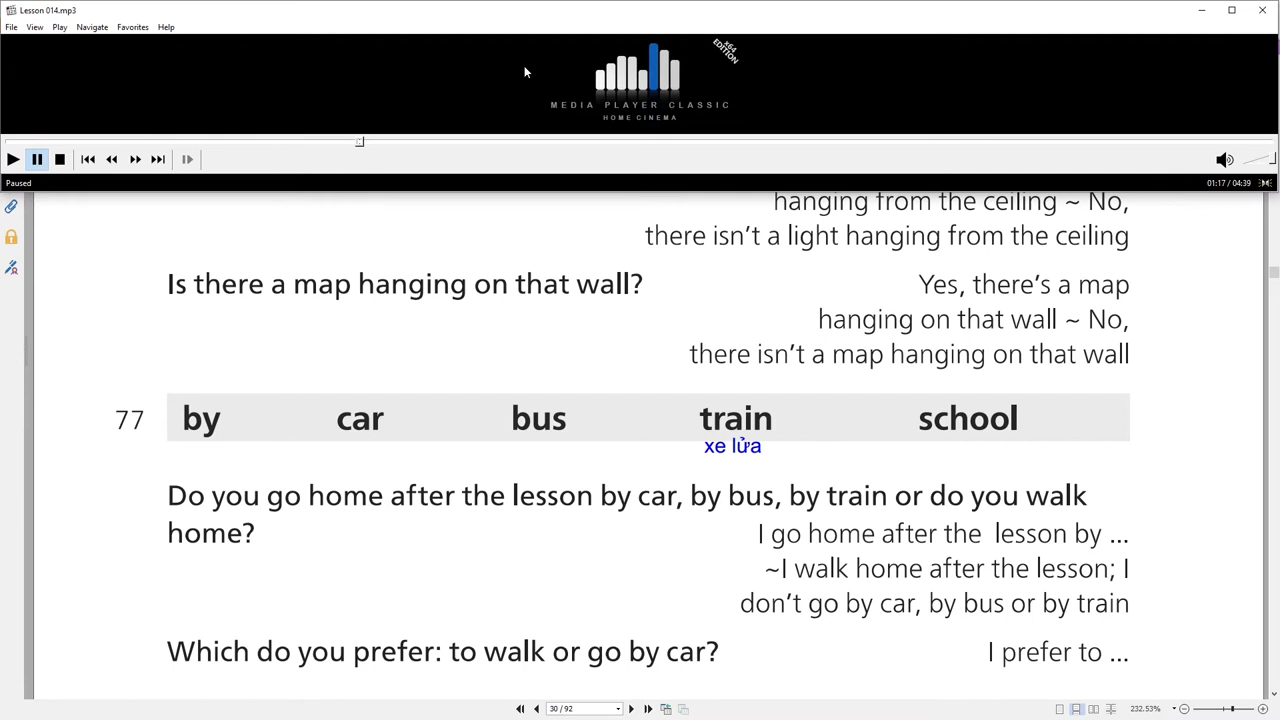 Lesson 014.mp3
File View Play Navigate Favorites Help
x64 EDITION
MEDIA PLAYER CLASSIC
HOME CINEMA
Paused
01:17 / 04:39
hanging from the ceiling ~ No,
there isn't a light hanging from the ceiling
Is there a map hanging on that wall? Yes, there's a map
hanging on that wall ~ No,
there isn't a map hanging on that wall
77 by car bus train school
xe lửa
Do you go home after the lesson by car, by bus, by train or do you walk
home? I go home after the lesson by ...
~I walk home after the lesson; I
don't go by car, by bus or by train
Which do you prefer: to walk or go by car? I prefer to ...
30 / 92 232.53%